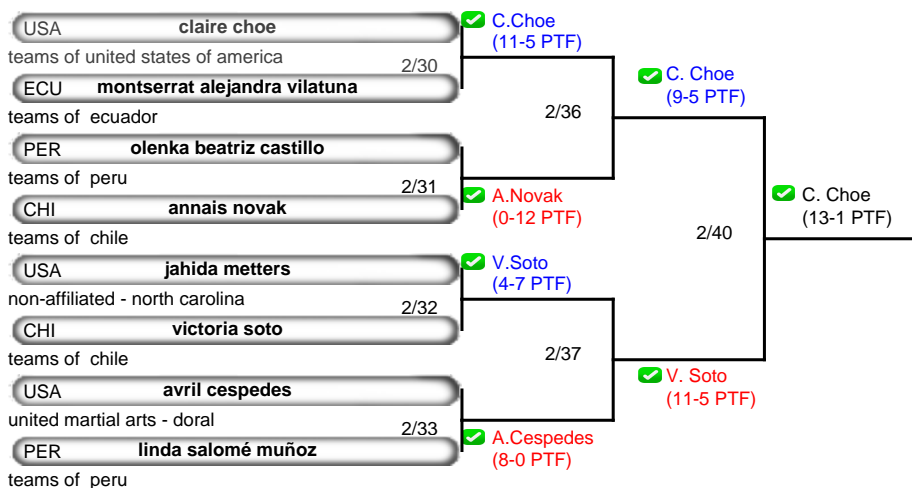 USA claire choe
teams of united states of america
2/30
ECU montserrat alejandra vilatuna
teams of ecuador
C.Choe
(11-5 PTF)
2/36
PER olenka beatriz castillo
teams of peru
2/31
CHI annais novak
teams of chile
A.Novak
(0-12 PTF)
C. Choe
(9-5 PTF)
2/40
C. Choe
(13-1 PTF)
USA jahida metters
non-affiliated - north carolina
2/32
CHI victoria soto
teams of chile
V.Soto
(4-7 PTF)
2/37
USA avril cespedes
united martial arts - doral
2/33
PER linda salomé muñoz
teams of peru
A.Cespedes
(8-0 PTF)
V. Soto
(11-5 PTF)